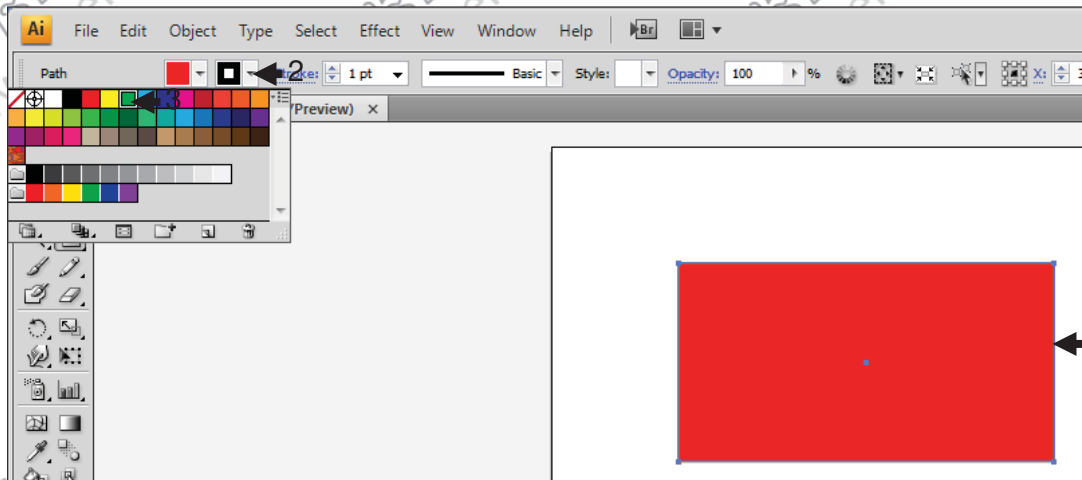 Ai File Edit Object Type Select Effect View Window Help Br
Path 2 Stroke: 1 pt Basic Style: Opacity: 100 % X: 3
3
/Preview) ×